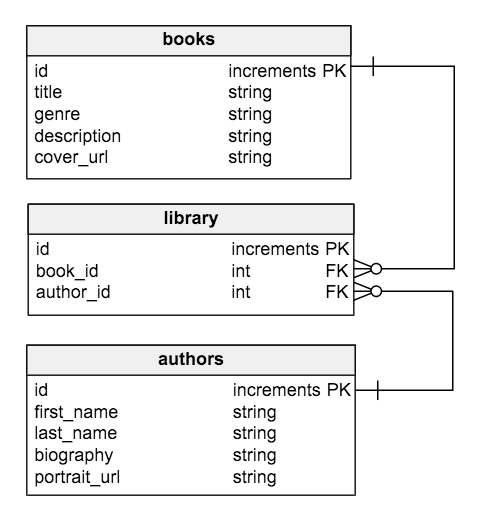 books
id increments PK
title string
genre string
description string
cover_url string
library
id increments PK
book_id int FK
author_id int FK
authors
id increments PK
first_name string
last_name string
biography string
portrait_url string